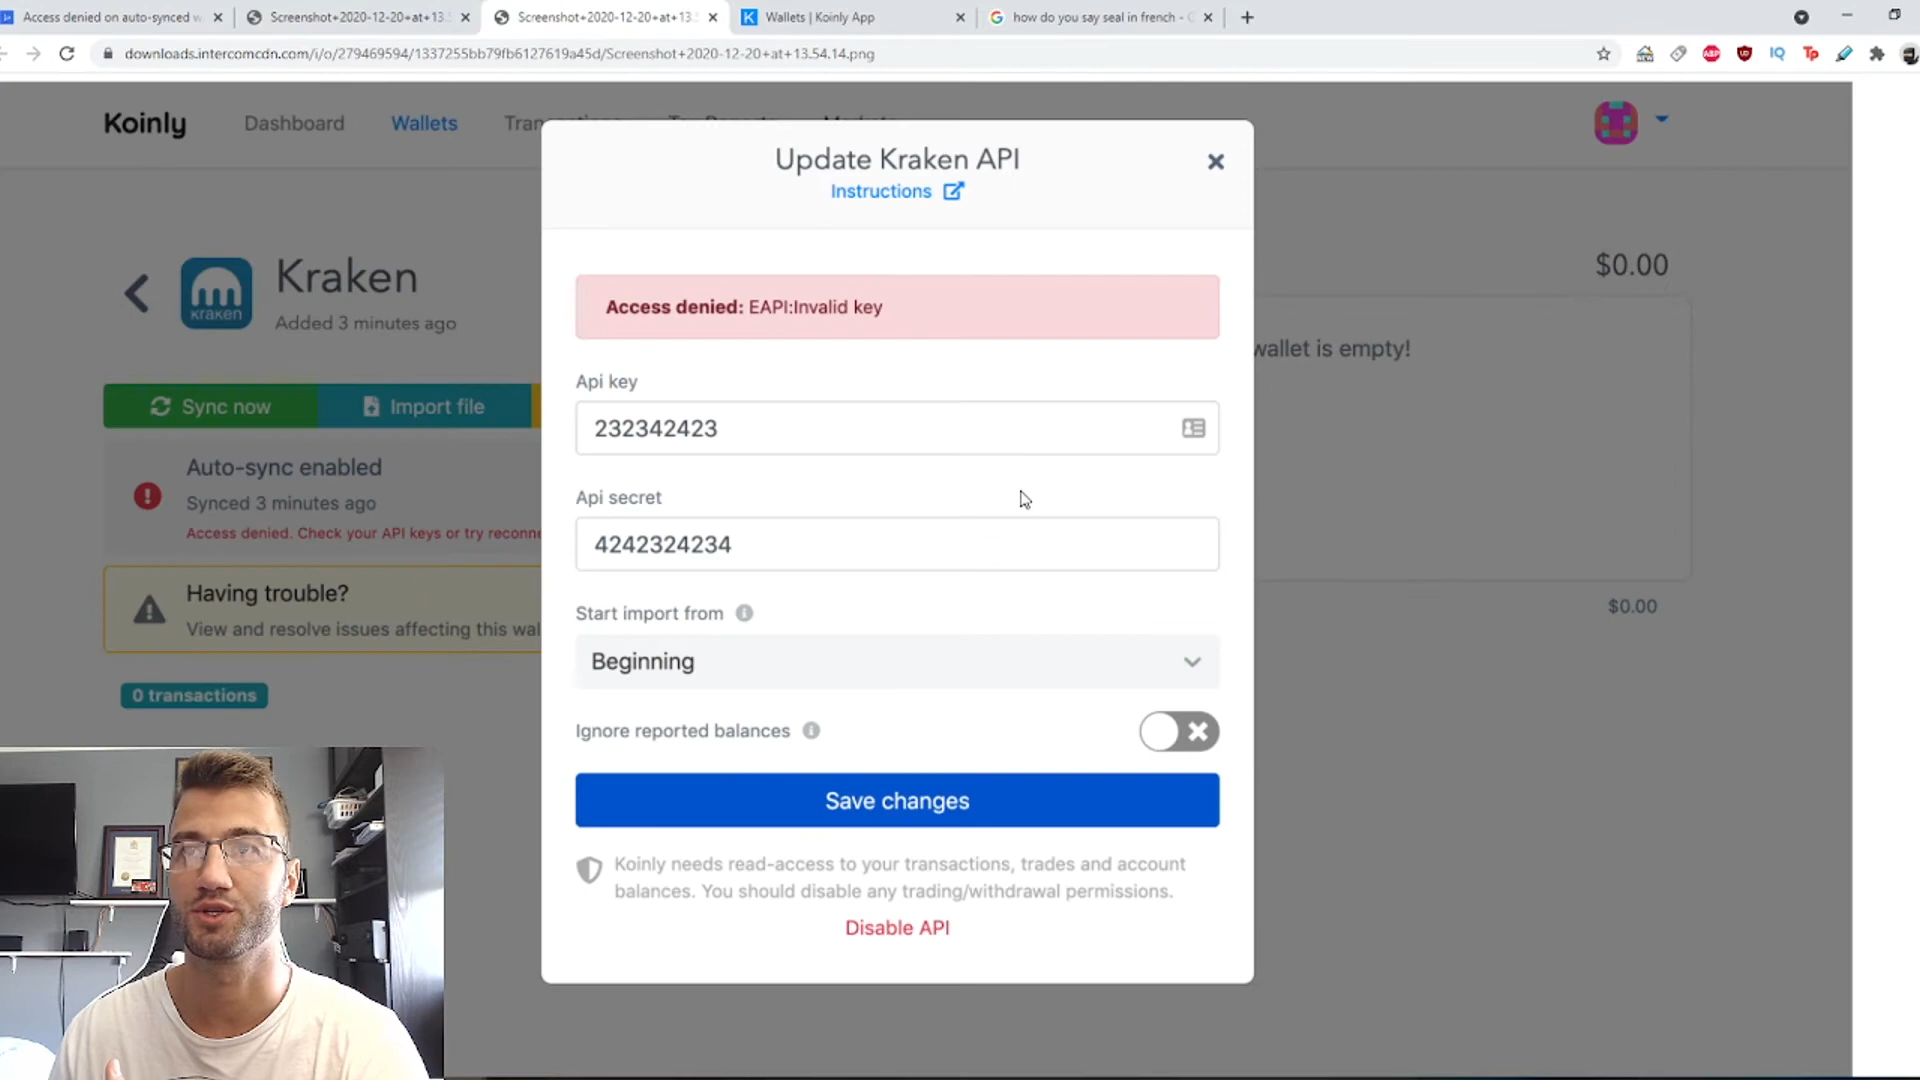 Access denied on auto-synced w
Screenshot+2020-12-20+at+13.
Screenshot+2020-12-20+at+13.
Wallets | Koinly App
how do you say seal in french -
downloads.intercomcdn.com/i/o/279469594/1337255bb79fb6127619a45d/Screenshot+2020-12-20+at+13.54.14.png
Koinly
Dashboard
Wallets
Update Kraken API
Instructions
Kraken
kraken
Added 3 minutes ago
$0.00
Access denied: EAPI:Invalid key
wallet is empty!
Api key
232342423
Sync now
Import file
Auto-sync enabled
Synced 3 minutes ago
Access denied. Check your API keys or try reconne
Api secret
4242324234
Having trouble?
View and resolve issues affecting this wal
Start import from
$0.00
Beginning
0 transactions
Ignore reported balances
Save changes
Koinly needs read-access to your transactions, trades and account
balances. You should disable any trading/withdrawal permissions.
Disable API